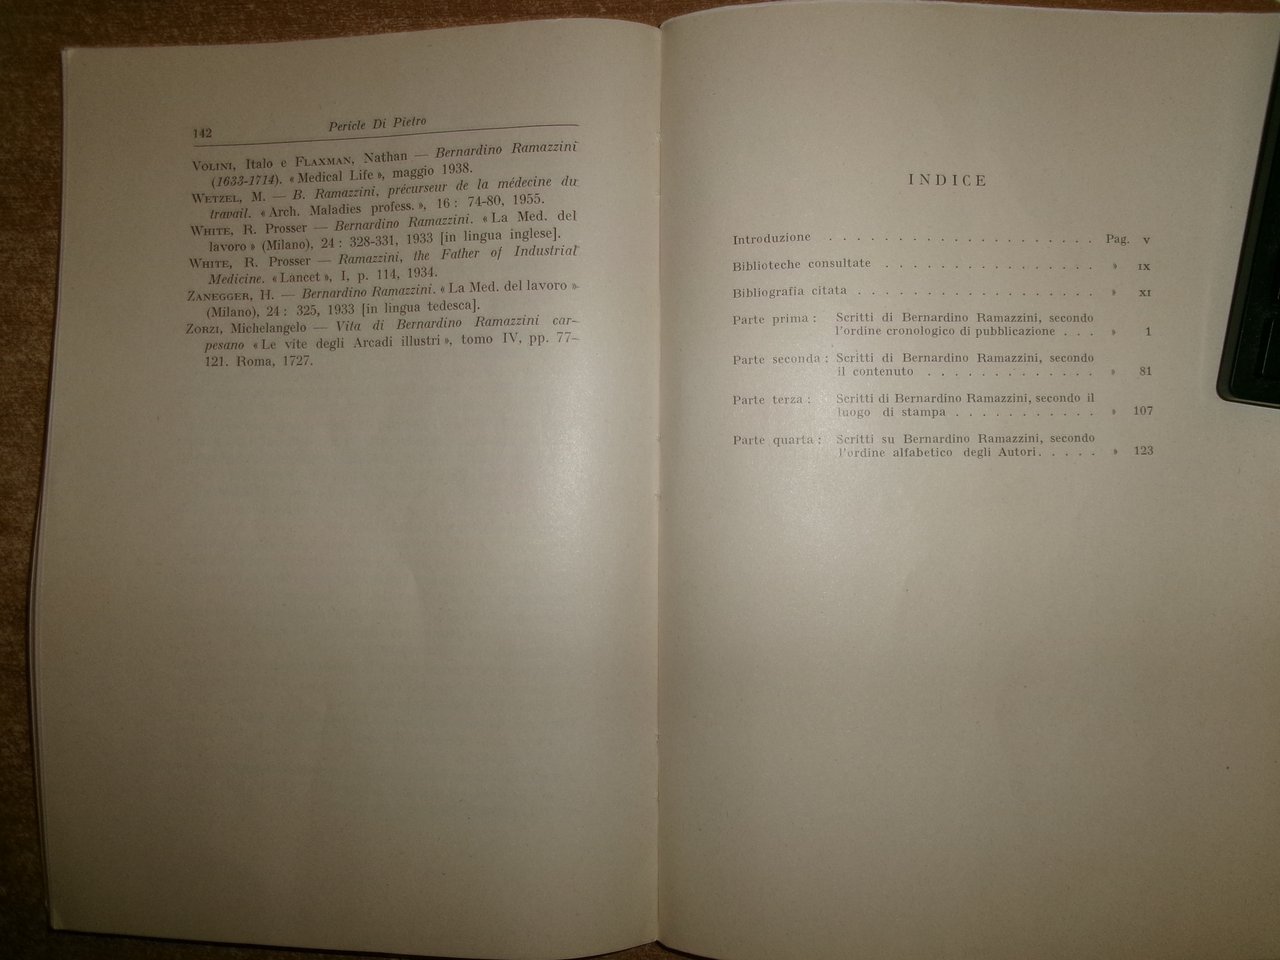 142
Pericle Di Pietro
Volini, Italo e Flaxman, Nathan — Bernardino Ramazzini
(1633-1714). « Medical Life », maggio 1938.
Wetzel, M. — B. Ramazzini, précurseur de la médecine du
travail. « Arch. Maladies profess. », 16 : 74-80, 1955.
White, R. Prosser — Bernardino Ramazzini. « La Med. del
lavoro » (Milano), 24 : 328-331, 1933 [in lingua inglese].
White, R. Prosser — Ramazzini, the Father of Industrial
Medicine. « Lancet », I, p. 114, 1934.
Zanegger, H. — Bernardino Ramazzini. « La Med. del lavoro »
(Milano), 24 : 325, 1933 [in lingua tedesca].
Zorzi, Michelangelo — Vita di Bernardino Ramazzini car-
pesano « Le vite degli Arcadi illustri », tomo IV, pp. 77-
121. Roma, 1727.
INDICE
Introduzione . . . . . . . . . . . . . . . . . . . . Pag. v
Biblioteche consultate . . . . . . . . . . . . . . . . » ix
Bibliografia citata . . . . . . . . . . . . . . . . . . » xi
Parte prima : Scritti di Bernardino Ramazzini, secondo
l'ordine cronologico di pubblicazione . . . » 1
Parte seconda : Scritti di Bernardino Ramazzini, secondo
il contenuto . . . . . . . . . . . . . » 81
Parte terza : Scritti di Bernardino Ramazzini, secondo il
luogo di stampa . . . . . . . . . . . » 107
Parte quarta : Scritti su Bernardino Ramazzini, secondo
l'ordine alfabetico degli Autori . . . . . » 123